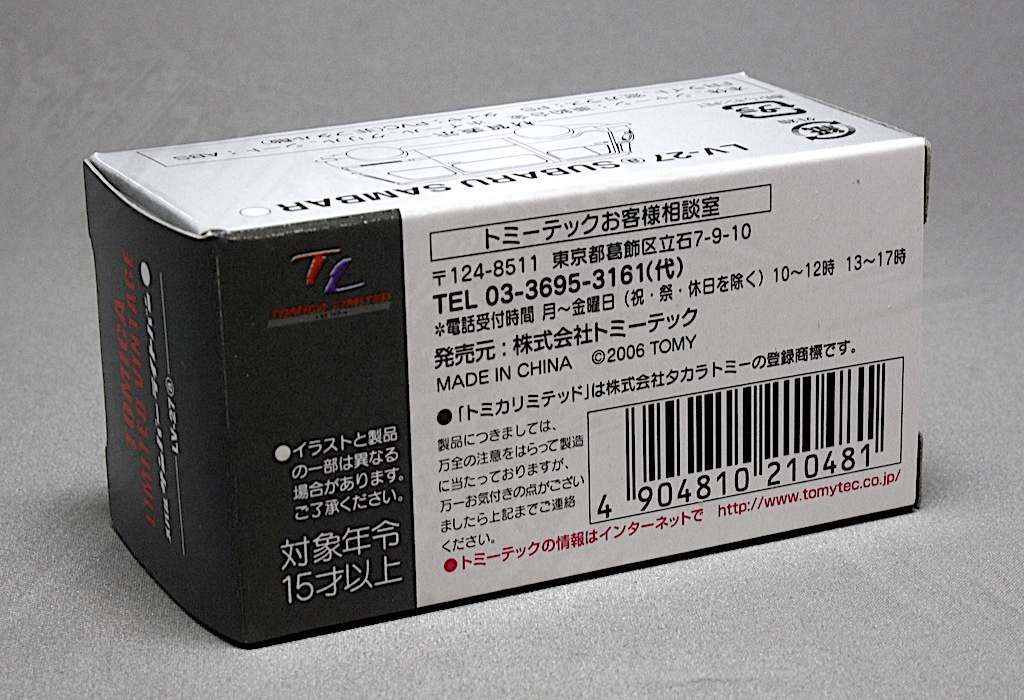 LV-27ⓐ SUBARU SAMBAR
材質表示
TL
TOMICA LIMITED
●イラストと製品
の一部は異なる
場合があります。
ご了承ください。
対象年令
15才以上
トミーテックお客様相談室
〒124-8511 東京都葛飾区立石7-9-10
TEL 03-3695-3161(代)
*電話受付時間 月～金曜日（祝・祭・休日を除く）10～12時 13～17時
発売元：株式会社トミーテック
MADE IN CHINA ©2006 TOMY
●「トミカリミテッド」は株式会社タカラトミーの登録商標です。
製品につきましては、
万全の注意をはらって製造
に当たっておりますが、
万一お気付きの点がござい
ましたら上記までご連絡
ください。
4 904810 210481
●トミーテックの情報はインターネットで http://www.tomytec.co.jp/